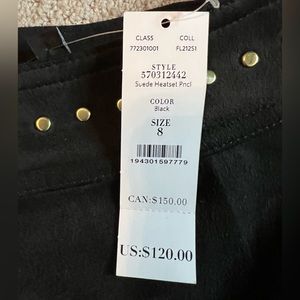 CLASS COLL
772301001 FL21251
STYLE
570312442
Suede Heatset Pncl
COLOR
Black
SIZE
8
194301597779
CAN:$150.00
US:$120.00